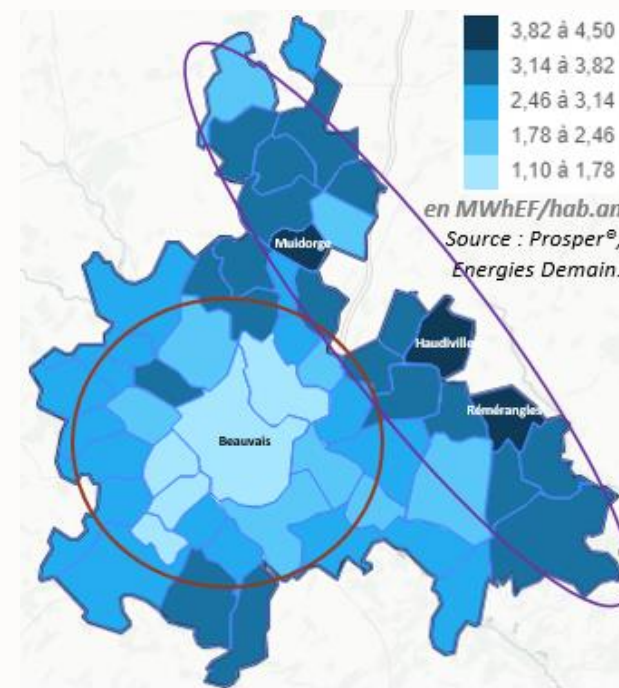 3,82 à 4,50
3,14 à 3,82
2,46 à 3,14
1,78 à 2,46
1,10 à 1,78
en MWhEF/hab.an
Source : Prosper®/
Energies Demain.
Muidorge
Haudiville
Rémérangles
Beauvais